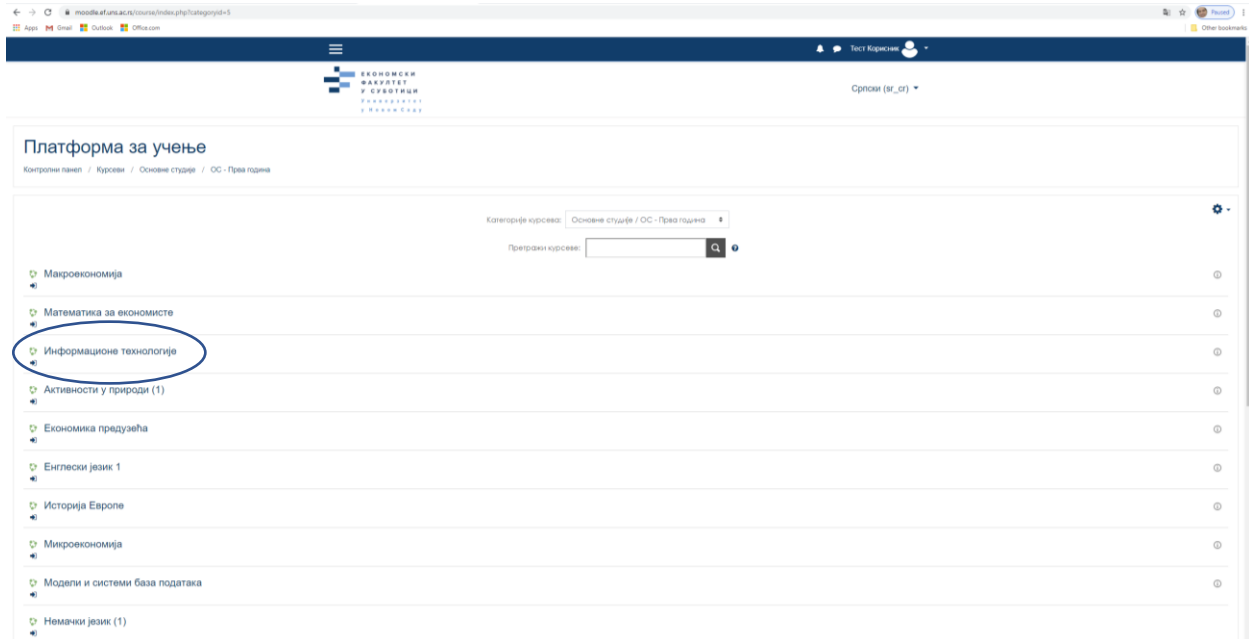 moodle.ef.uns.ac.rs/course/index.php?categoryid=5
Paused
Apps Gmail Outlook Office.com Other bookmarks
Тест Корисник
ЕКОНОМСКИ
ФАКУЛТЕТ
У СУБОТИЦИ
Универзитет
у Новом Саду
Српски (sr_cr)
Платформа за учење
Контролни панел / Курсеви / Основне студије / ОС - Прва година
Категорије курсева: Основне студије / ОС - Прва година
Претражи курсеве:
Макроекономија
Математика за економисте
Информационе технологије
Активности у природи (1)
Економика предузећа
Енглески језик 1
Историја Европе
Микроекономија
Модели и системи база података
Немачки језик (1)